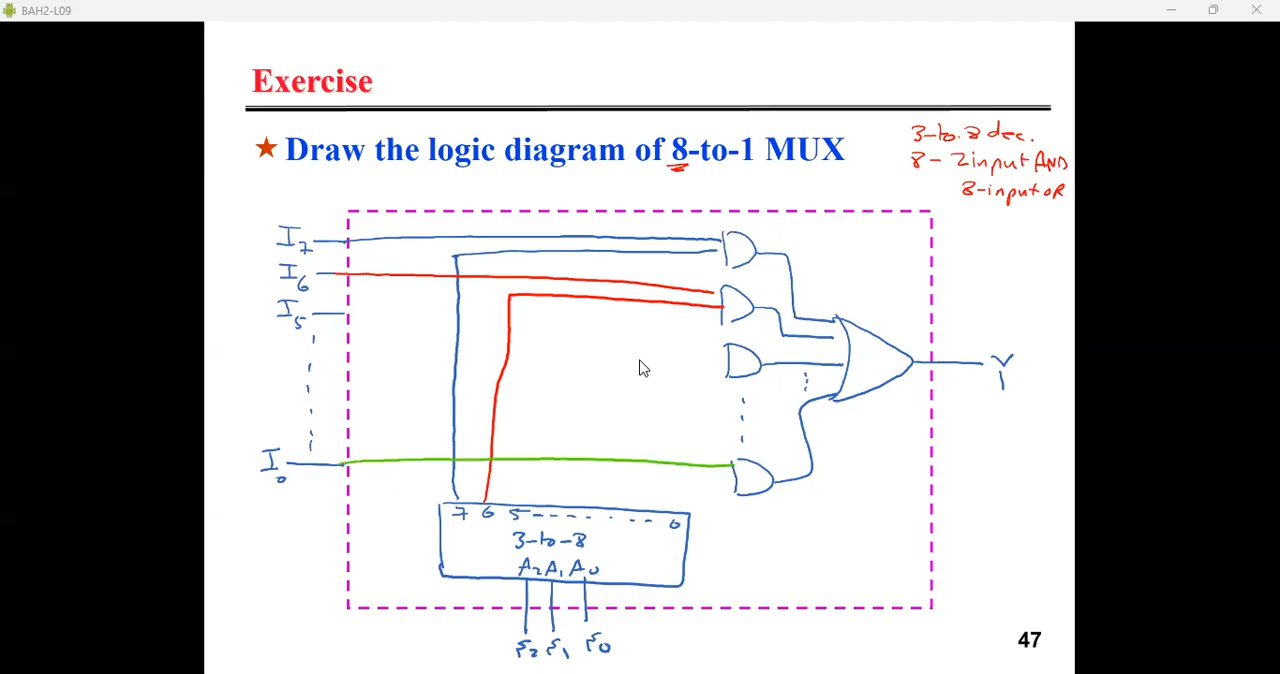 BAH2-L09
Exercise
Draw the logic diagram of 8-to-1 MUX
3-to-8 dec.
8- 2input AND
8-input OR
I7
I6
I5
I0
Y
7 6 5 0
3-to-8
A2 A1 A0
S2 S1 S0
47